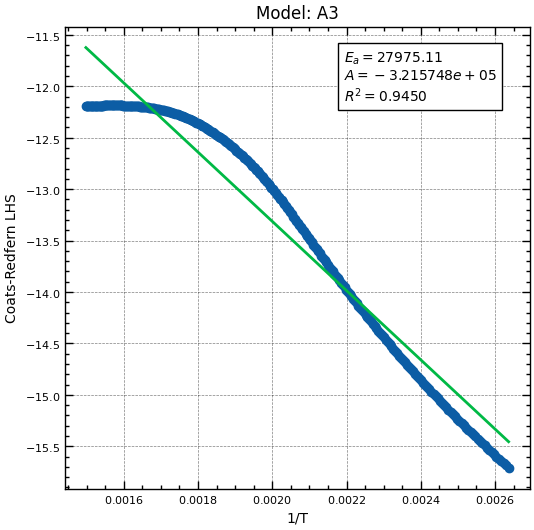 Model: A3
E_a = 27975.11
A = −3.215748e + 05
R² = 0.9450
Coats-Redfern LHS
−11.5
−12.0
−12.5
−13.0
−13.5
−14.0
−14.5
−15.0
−15.5
0.0016 0.0018 0.0020 0.0022 0.0024 0.0026
1/T